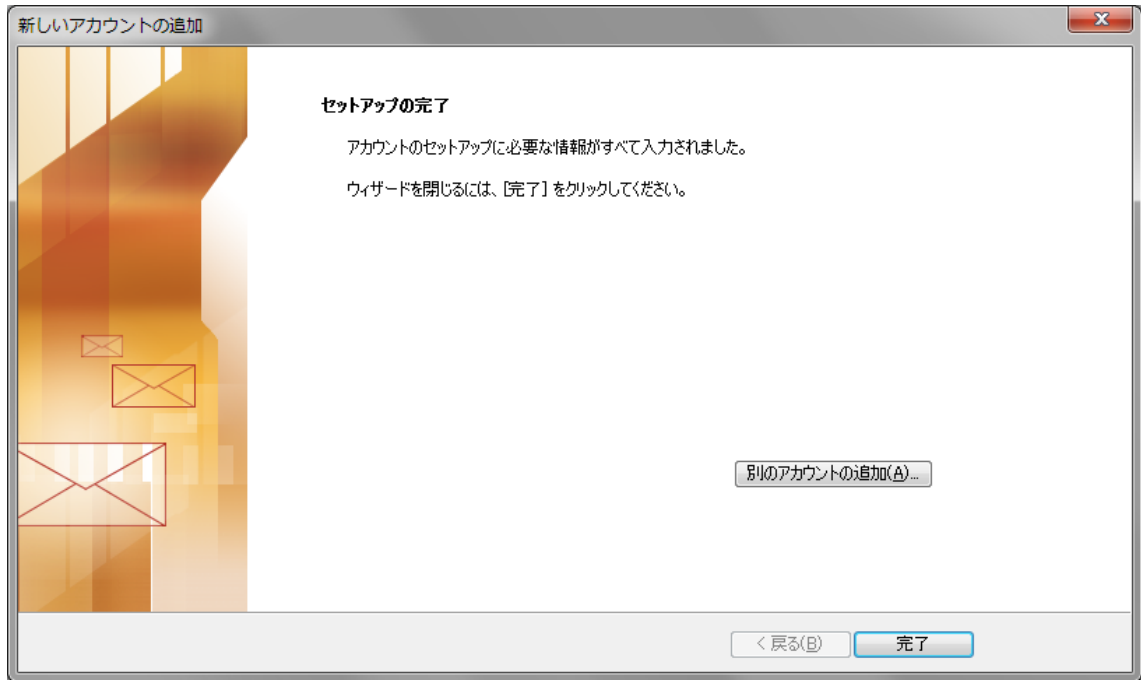 新しいアカウントの追加
セットアップの完了
アカウントのセットアップに必要な情報がすべて入力されました。
ウィザードを閉じるには、[完了] をクリックしてください。
別のアカウントの追加(A)...
< 戻る(B)
完了